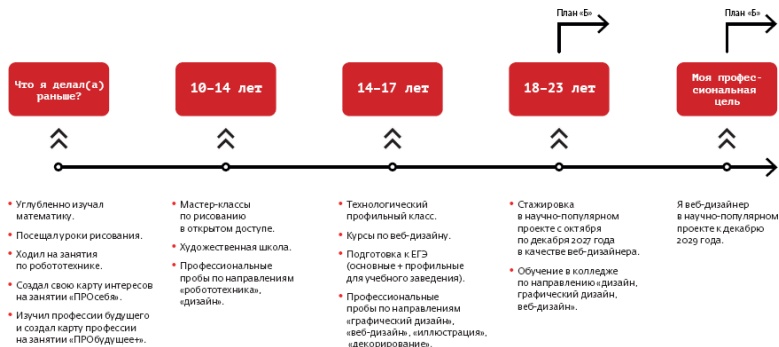 План «Б»
План «Б»
Что я делал(а)
раньше?
10–14 лет
14–17 лет
18–23 лет
Моя профес-
сиональная
цель
• Углубленно изучал
математику.
• Посещал уроки рисования.
• Ходил на занятия
по робототехнике.
• Создал свою карту интересов
на занятии «ПРОсебя».
• Изучил профессии будущего
и создал карту профессии
на занятии «ПРОбудущее+».
• Мастер-классы
по рисованию
в открытом доступе.
• Художественная школа.
• Профессиональные
пробы по направлениям
«робототехника»,
«дизайн».
• Технологический
профильный класс.
• Курсы по веб-дизайну.
• Подготовка к ЕГЭ
(основные + профильные
для учебного заведения).
• Профессиональные
пробы по направлениям
«графический дизайн»,
«веб-дизайн», «иллюстрация»,
«декорирование».
• Стажировка
в научно-популярном
проекте с октября
по декабря 2027 года
в качестве веб-дизайнера.
• Обучение в колледже
по направлению «дизайн,
графический дизайн,
веб-дизайн».
Я веб-дизайнер
в научно-популярном
проекте к декабрю
2029 года.